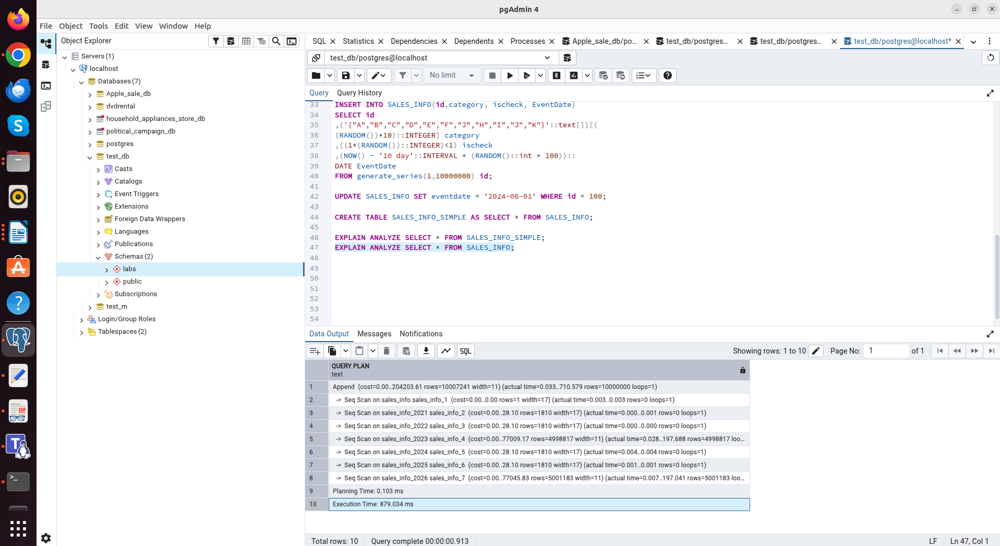 pgAdmin 4
File Object Tools Edit View Window Help
Object Explorer
SQL Statistics Dependencies Dependents Processes Apple_sale_db/po... test_db/postgres... test_db/postgres... test_db/postgres@localhost*
test_db/postgres@localhost
No limit
E
Query Query History
Servers (1)
localhost
Databases (7)
Apple_sale_db
dvdrental
household_appliances_store_db
political_campaign_db
postgres
test_db
Casts
Catalogs
Event Triggers
Extensions
Foreign Data Wrappers
Languages
Publications
Schemas (2)
labs
public
Subscriptions
test_m
Login/Group Roles
Tablespaces (2)
33 INSERT INTO SALES_INFO(id,category, ischeck, EventDate)
34 SELECT id
35 ,('{"A","B","C","D","E","F","J","H","I","J","K"}'::text[])[(
36 (RANDOM())*10)::INTEGER] category
37 ,((1*(RANDOM())::INTEGER)<1) ischeck
38 ,(NOW() - '10 day'::INTERVAL * (RANDOM()::int * 100))::
39 DATE EventDate
40 FROM generate_series(1,10000000) id;
41
42 UPDATE SALES_INFO SET eventdate = '2024-06-01' WHERE id = 100;
43
44 CREATE TABLE SALES_INFO_SIMPLE AS SELECT * FROM SALES_INFO;
45
46 EXPLAIN ANALYZE SELECT * FROM SALES_INFO_SIMPLE;
47 EXPLAIN ANALYZE SELECT * FROM SALES_INFO;
48
49
50
51
52
53
54
Data Output Messages Notifications
SQL
Showing rows: 1 to 10 Page No: 1 of 1
QUERY PLAN
text
1 Append (cost=0.00..204203.61 rows=10007241 width=11) (actual time=0.033..710.579 rows=10000000 loops=1)
2 -> Seq Scan on sales_info sales_info_1 (cost=0.00..0.00 rows=1 width=17) (actual time=0.003..0.003 rows=0 loops=1)
3 -> Seq Scan on sales_info_2021 sales_info_2 (cost=0.00..28.10 rows=1810 width=17) (actual time=0.000..0.001 rows=0 loops=1)
4 -> Seq Scan on sales_info_2022 sales_info_3 (cost=0.00..28.10 rows=1810 width=17) (actual time=0.000..0.000 rows=0 loops=1)
5 -> Seq Scan on sales_info_2023 sales_info_4 (cost=0.00..77009.17 rows=4998817 width=11) (actual time=0.028..197.688 rows=4998817 loo...
6 -> Seq Scan on sales_info_2024 sales_info_5 (cost=0.00..28.10 rows=1810 width=17) (actual time=0.004..0.004 rows=0 loops=1)
7 -> Seq Scan on sales_info_2025 sales_info_6 (cost=0.00..28.10 rows=1810 width=17) (actual time=0.001..0.001 rows=0 loops=1)
8 -> Seq Scan on sales_info_2026 sales_info_7 (cost=0.00..77045.83 rows=5001183 width=11) (actual time=0.007..197.041 rows=5001183 loo...
9 Planning Time: 0.103 ms
10 Execution Time: 879.034 ms
Total rows: 10 Query complete 00:00:00.913
LF Ln 47, Col 1